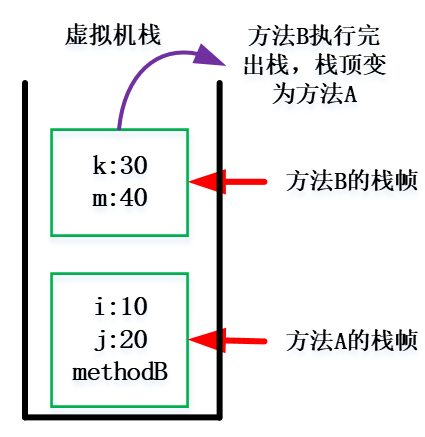 虚拟机栈
方法B执行完
出栈，栈顶变
为方法A
k:30
m:40
方法B的栈帧
i:10
j:20
methodB
方法A的栈帧